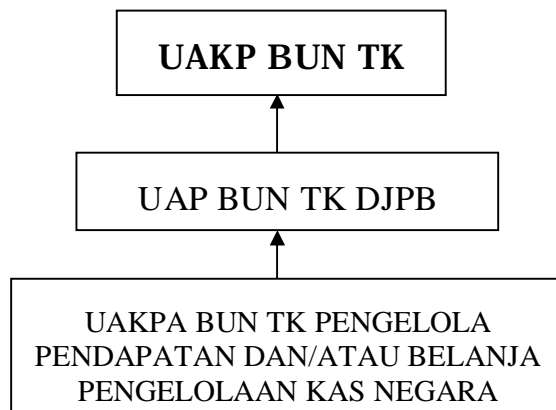 UAKP BUN TK
UAP BUN TK DJPB
UAKPA BUN TK PENGELOLA
PENDAPATAN DAN/ATAU BELANJA
PENGELOLAAN KAS NEGARA